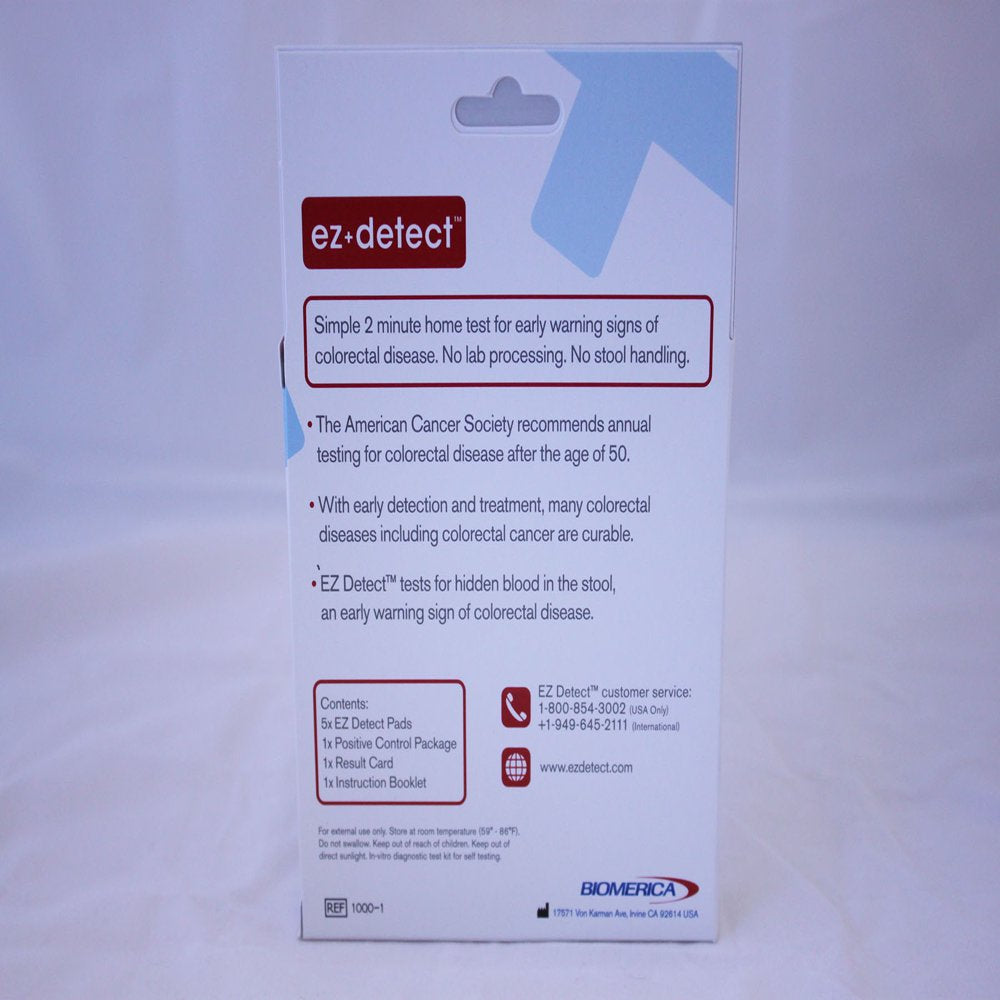 ez+detect™
Simple 2 minute home test for early warning signs of
colorectal disease. No lab processing. No stool handling.
• The American Cancer Society recommends annual
testing for colorectal disease after the age of 50.
• With early detection and treatment, many colorectal
diseases including colorectal cancer are curable.
• EZ Detect™ tests for hidden blood in the stool,
an early warning sign of colorectal disease.
Contents:
5x EZ Detect Pads
1x Positive Control Package
1x Result Card
1x Instruction Booklet
EZ Detect™ customer service:
1-800-854-3002 (USA Only)
+1-949-645-2111 (International)
www.ezdetect.com
For external use only. Store at room temperature (59° - 86°F).
Do not swallow. Keep out of reach of children. Keep out of
direct sunlight. In-vitro diagnostic test kit for self testing.
REF 1000-1
BIOMERICA
17571 Von Karman Ave, Irvine CA 92614 USA